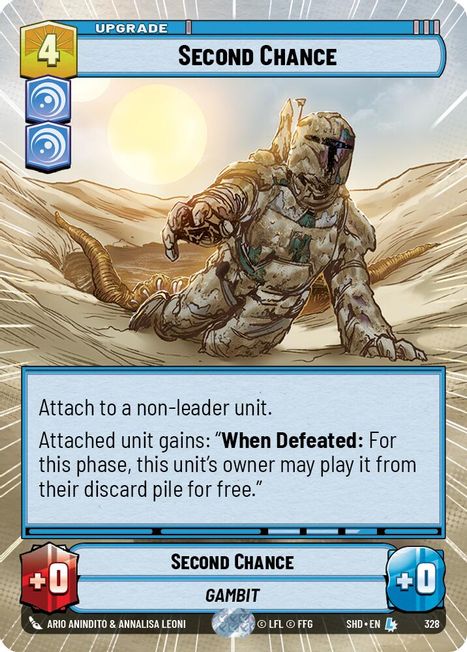 UPGRADE
4
SECOND CHANCE
Attach to a non-leader unit.
Attached unit gains: “When Defeated: For
this phase, this unit’s owner may play it from
their discard pile for free.”
+0
SECOND CHANCE
+0
GAMBIT
ARIO ANINDITO & ANNALISA LEONI
© LFL © FFG
SHD • EN
L
328